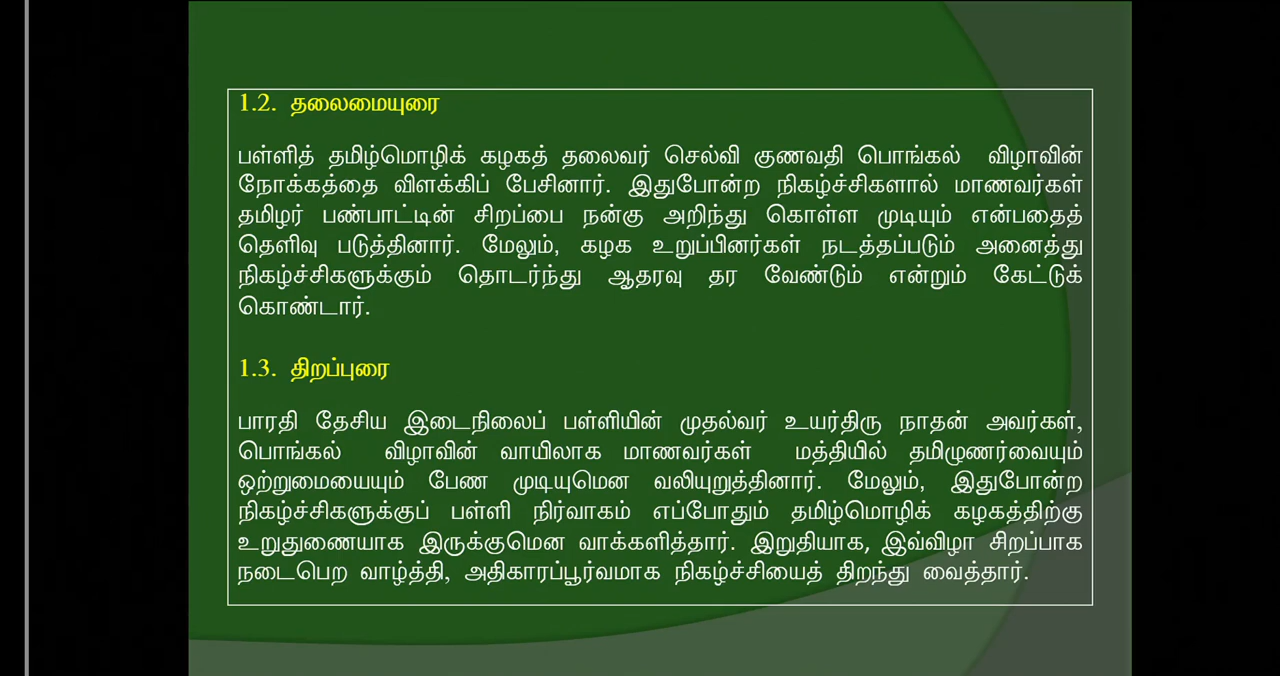 1.2. தலைமையுரை
பள்ளித் தமிழ்மொழிக் கழகத் தலைவர் செல்வி குணவதி பொங்கல் விழாவின்
நோக்கத்தை விளக்கிப் பேசினார். இதுபோன்ற நிகழ்ச்சிகளால் மாணவர்கள்
தமிழர் பண்பாட்டின் சிறப்பை நன்கு அறிந்து கொள்ள முடியும் என்பதைத்
தெளிவு படுத்தினார். மேலும், கழக உறுப்பினர்கள் நடத்தப்படும் அனைத்து
நிகழ்ச்சிகளுக்கும் தொடர்ந்து ஆதரவு தர வேண்டும் என்றும் கேட்டுக்
கொண்டார்.
1.3. திறப்புரை
பாரதி தேசிய இடைநிலைப் பள்ளியின் முதல்வர் உயர்திரு நாதன் அவர்கள்,
பொங்கல் விழாவின் வாயிலாக மாணவர்கள் மத்தியில் தமிழுணர்வையும்
ஒற்றுமையையும் பேண முடியுமென வலியுறுத்தினார். மேலும், இதுபோன்ற
நிகழ்ச்சிகளுக்குப் பள்ளி நிர்வாகம் எப்போதும் தமிழ்மொழிக் கழகத்திற்கு
உறுதுணையாக இருக்குமென வாக்களித்தார். இறுதியாக, இவ்விழா சிறப்பாக
நடைபெற வாழ்த்தி, அதிகாரப்பூர்வமாக நிகழ்ச்சியைத் திறந்து வைத்தார்.